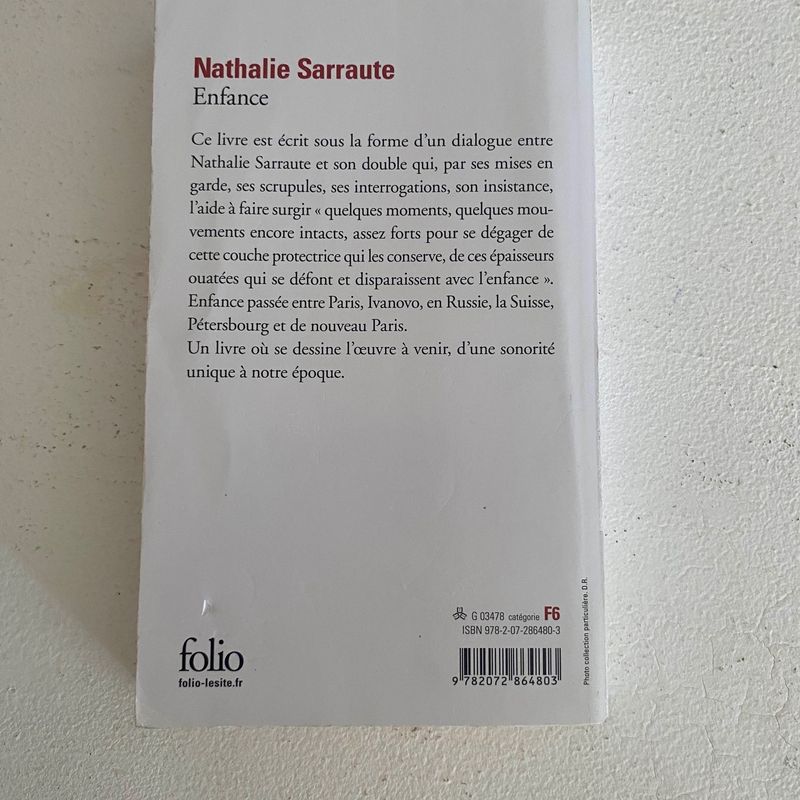 Nathalie Sarraute
Enfance
Ce livre est écrit sous la forme d'un dialogue entre
Nathalie Sarraute et son double qui, par ses mises en
garde, ses scrupules, ses interrogations, son insistance,
l'aide à faire surgir « quelques moments, quelques mou-
vements encore intacts, assez forts pour se dégager de
cette couche protectrice qui les conserve, de ces épaisseurs
ouatées qui se défont et disparaissent avec l'enfance ».
Enfance passée entre Paris, Ivanovo, en Russie, la Suisse,
Pétersbourg et de nouveau Paris.
Un livre où se dessine l'œuvre à venir, d'une sonorité
unique à notre époque.
G 03478 catégorie F6
ISBN 978-2-07-286480-3
folio
folio-lesite.fr
9 782072 864803
Photo collection particulière. D.R.